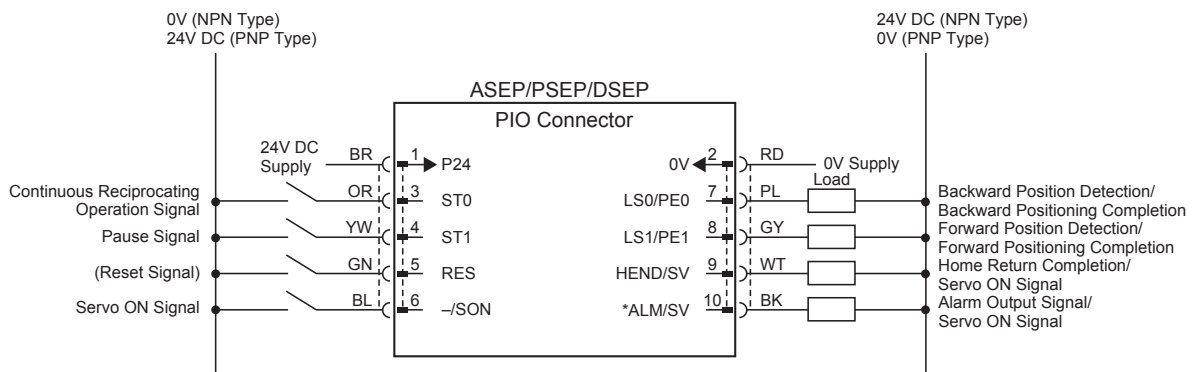 0V (NPN Type)
24V DC (PNP Type)
24V DC (NPN Type)
0V (PNP Type)
ASEP/PSEP/DSEP
PIO Connector
24V DC
Supply
BR
1
P24
0V
2
RD
0V Supply
Load
Continuous Reciprocating
Operation Signal
OR
3
ST0
LS0/PE0
7
PL
Backward Position Detection/
Backward Positioning Completion
Pause Signal
YW
4
ST1
LS1/PE1
8
GY
Forward Position Detection/
Forward Positioning Completion
(Reset Signal)
GN
5
RES
HEND/SV
9
WT
Home Return Completion/
Servo ON Signal
Servo ON Signal
BL
6
–/SON
*ALM/SV
10
BK
Alarm Output Signal/
Servo ON Signal